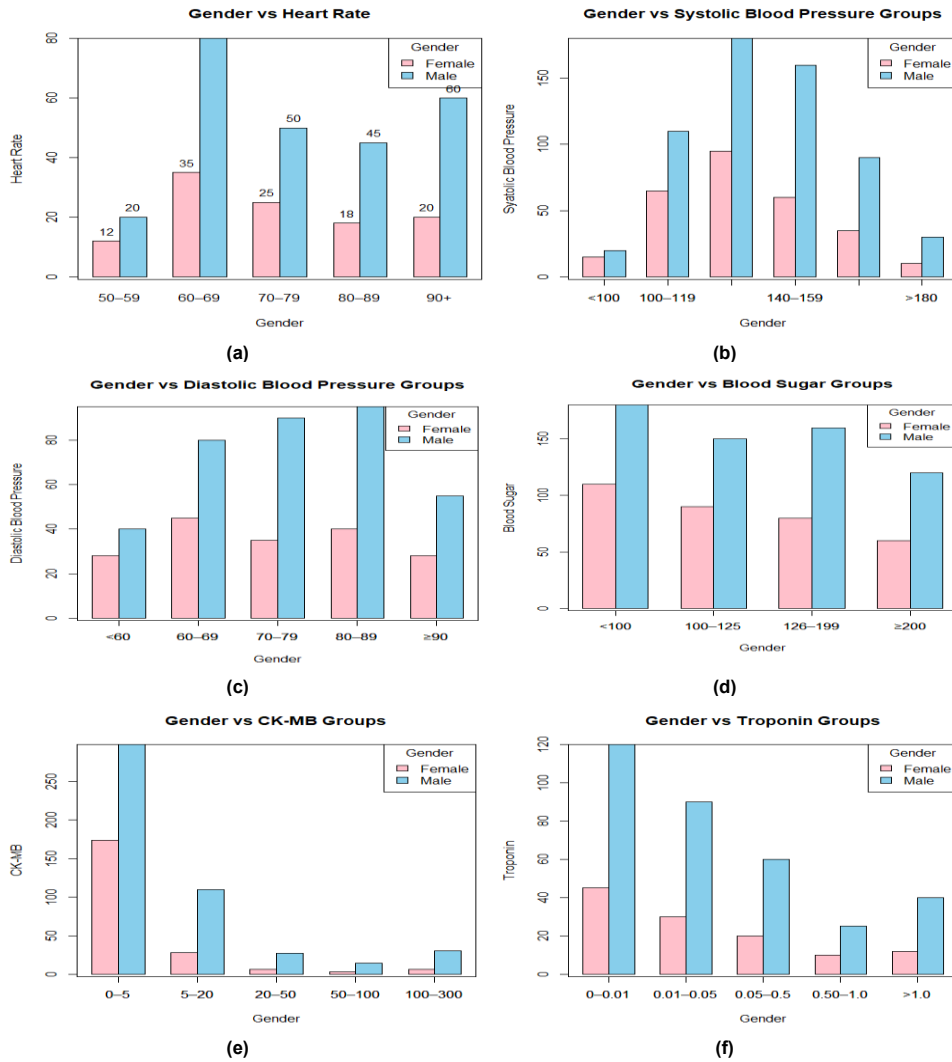 Gender vs Heart Rate
Heart Rate
0
20
40
60
80
12
20
35
25
50
18
45
20
60
Gender
Female
Male
50–59
60–69
70–79
80–89
90+
Gender
(a)
Gender vs Systolic Blood Pressure Groups
Syatolic Blood Pressure
0
50
100
150
Gender
Female
Male
<100
100–119
140–159
>180
Gender
(b)
Gender vs Diastolic Blood Pressure Groups
Diastolic Blood Pressure
0
20
40
60
80
Gender
Female
Male
<60
60–69
70–79
80–89
≥90
Gender
(c)
Gender vs Blood Sugar Groups
Blood Sugar
0
50
100
150
Gender
Female
Male
<100
100–125
126–199
≥200
Gender
(d)
Gender vs CK-MB Groups
CK-MB
0
50
100
150
200
250
Gender
Female
Male
0–5
5–20
20–50
50–100
100–300
Gender
(e)
Gender vs Troponin Groups
Troponin
0
20
40
60
80
100
120
Gender
Female
Male
0–0.01
0.01–0.05
0.05–0.5
0.50–1.0
>1.0
Gender
(f)